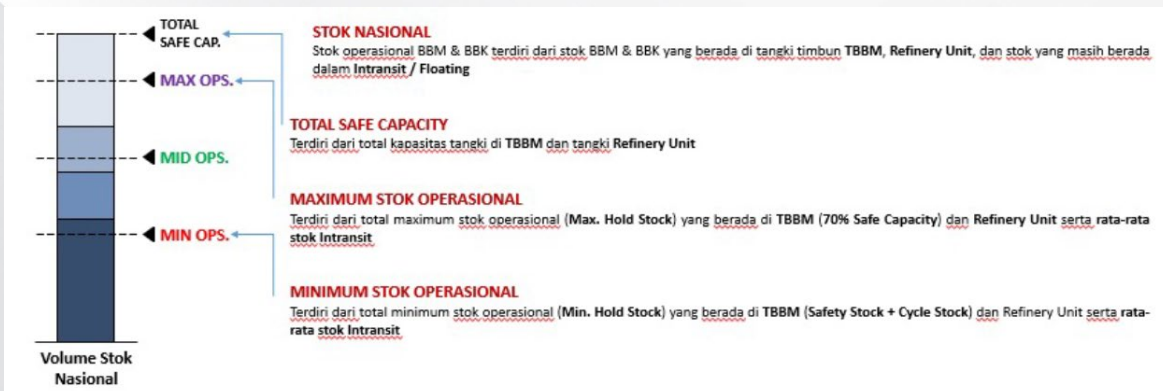 TOTAL
SAFE CAP.
MAX OPS.
MID OPS.
MIN OPS.
Volume Stok
Nasional
STOK NASIONAL
Stok operasional BBM & BBK terdiri dari stok BBM & BBK yang berada di tangki timbun TBBM, Refinery Unit, dan stok yang masih berada
dalam Intransit / Floating
TOTAL SAFE CAPACITY
Terdiri dari total kapasitas tangki di TBBM dan tangki Refinery Unit
MAXIMUM STOK OPERASIONAL
Terdiri dari total maximum stok operasional (Max. Hold Stock) yang berada di TBBM (70% Safe Capacity) dan Refinery Unit serta rata-rata
stok Intransit
MINIMUM STOK OPERASIONAL
Terdiri dari total minimum stok operasional (Min. Hold Stock) yang berada di TBBM (Safety Stock + Cycle Stock) dan Refinery Unit serta rata-
rata stok Intransit